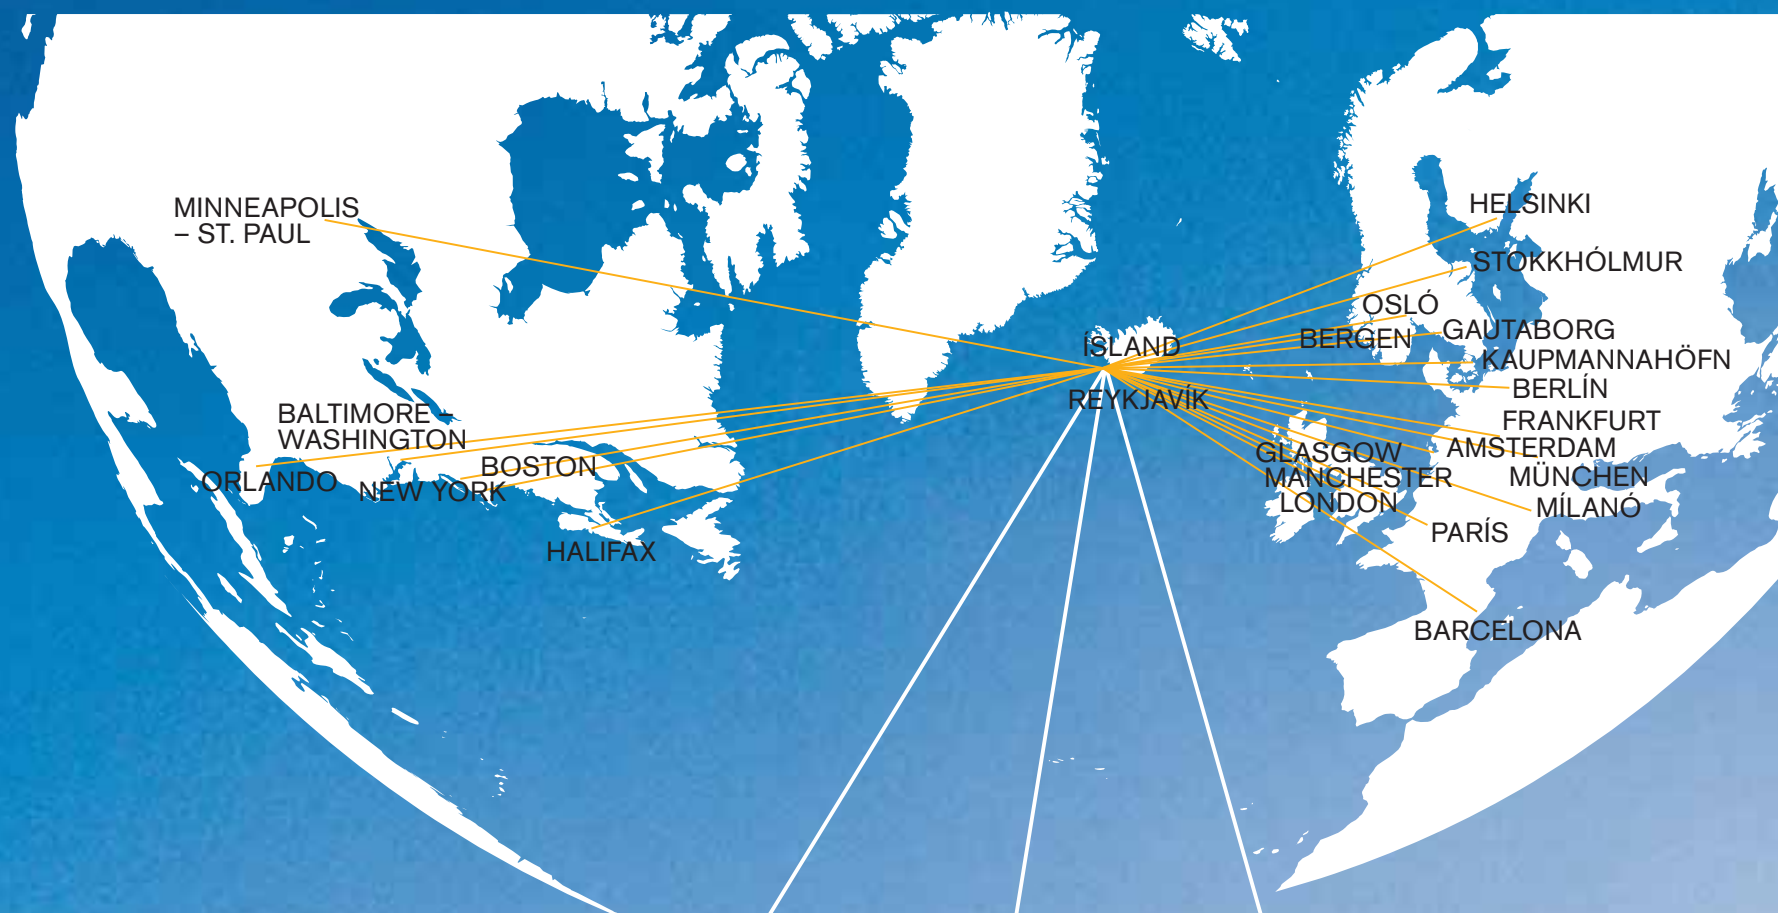 MINNEAPOLIS
– ST. PAUL
BALTIMORE –
WASHINGTON
ORLANDO
BOSTON
NEW YORK
HALIFAX
ÍSLAND
REYKJAVÍK
HELSINKI
STOKKHÓLMUR
OSLÓ
BERGEN
GAUTABORG
KAUPMANNAHÖFN
BERLÍN
FRANKFURT
AMSTERDAM
GLASGOW
MANCHESTER
MÜNCHEN
LONDON
MÍLANÓ
PARÍS
BARCELONA